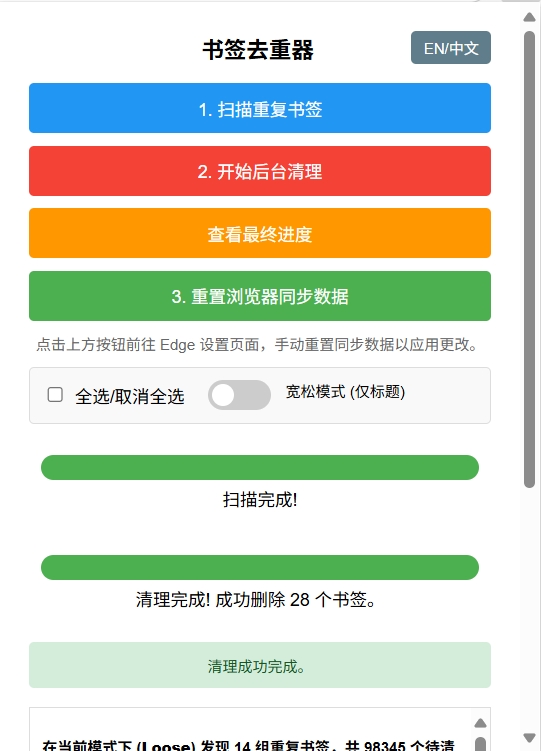 书签去重器
EN/中文
1. 扫描重复书签
2. 开始后台清理
查看最终进度
3. 重置浏览器同步数据
点击上方按钮前往 Edge 设置页面，手动重置同步数据以应用更改。
全选/取消全选
宽松模式 (仅标题)
扫描完成!
清理完成! 成功删除 28 个书签。
清理成功完成。
在当前模式下 (Loose) 发现 14 组重复书签，共 98345 个待清